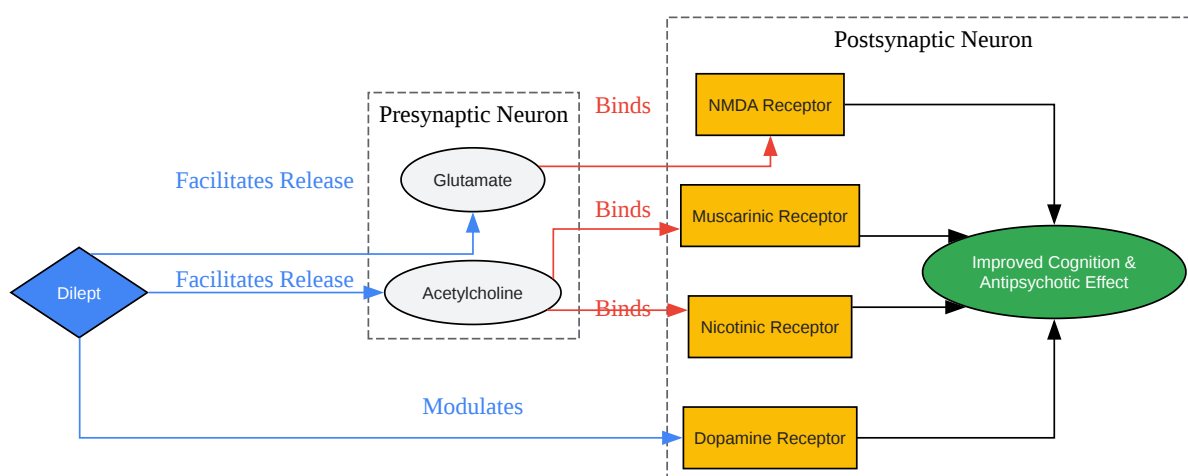 Postsynaptic Neuron
Binds
NMDA Receptor
Presynaptic Neuron
Facilitates Release
Glutamate
Binds
Muscarinic Receptor
Improved Cognition &
Antipsychotic Effect
Facilitates Release
Dilept
Acetylcholine
Binds
Nicotinic Receptor
Modulates
Dopamine Receptor